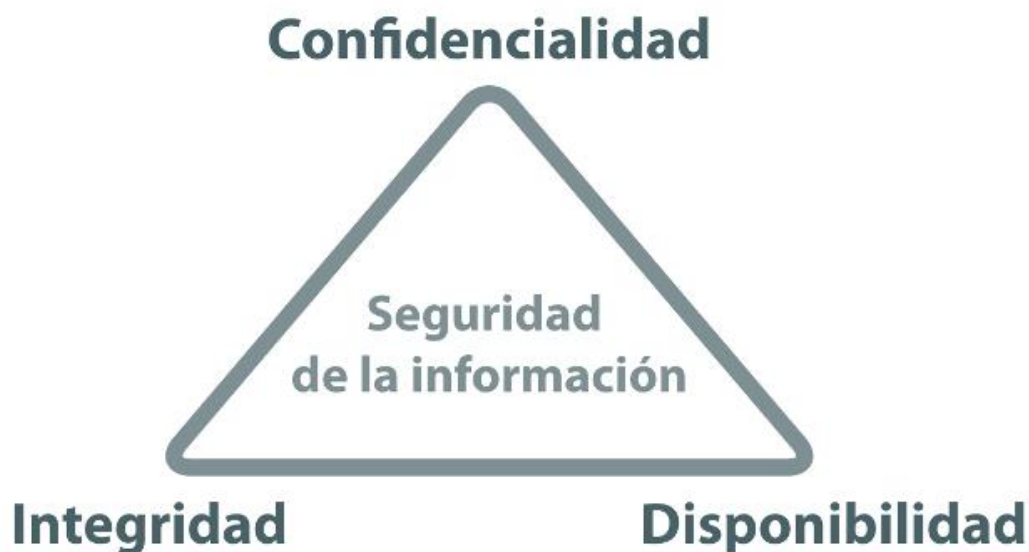 Confidencialidad
Seguridad
de la información
Integridad
Disponibilidad